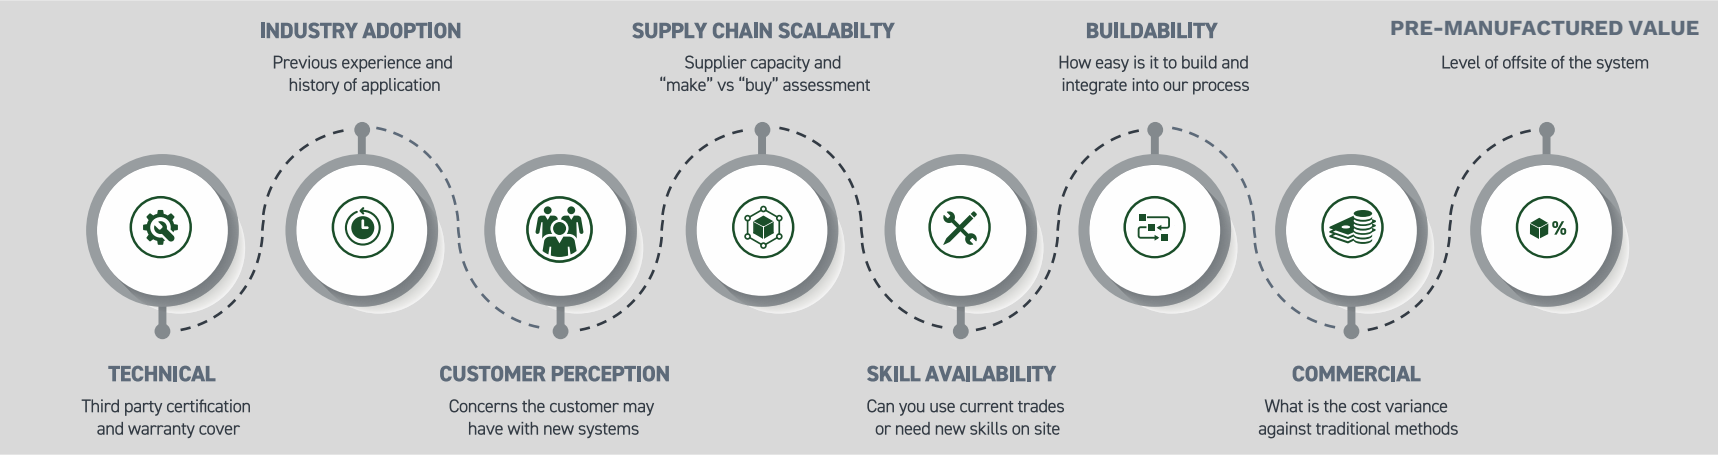 INDUSTRY ADOPTION
Previous experience and
history of application
SUPPLY CHAIN SCALABILTY
Supplier capacity and
“make” vs “buy” assessment
BUILDABILITY
How easy is it to build and
integrate into our process
PRE-MANUFACTURED VALUE
Level of offsite of the system
%
TECHNICAL
Third party certification
and warranty cover
CUSTOMER PERCEPTION
Concerns the customer may
have with new systems
SKILL AVAILABILITY
Can you use current trades
or need new skills on site
COMMERCIAL
What is the cost variance
against traditional methods